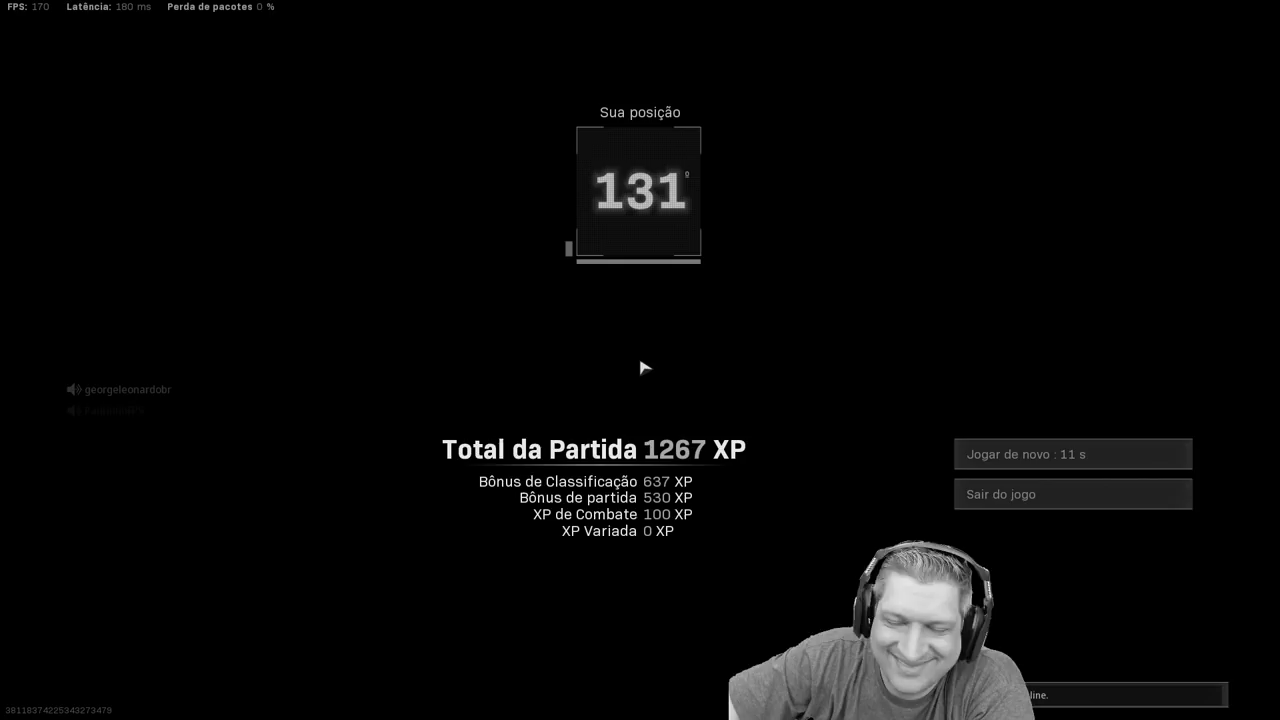 FPS: 170 Latência: 180 ms Perda de pacotes 0 %
Sua posição
131º
georgeleonardobr
Total da Partida 1267 XP
Bônus de Classificação 637 XP
Bônus de partida 530 XP
XP de Combate 100 XP
XP Variada 0 XP
Jogar de novo : 11 s
Sair do jogo
line.
38118374225343273479